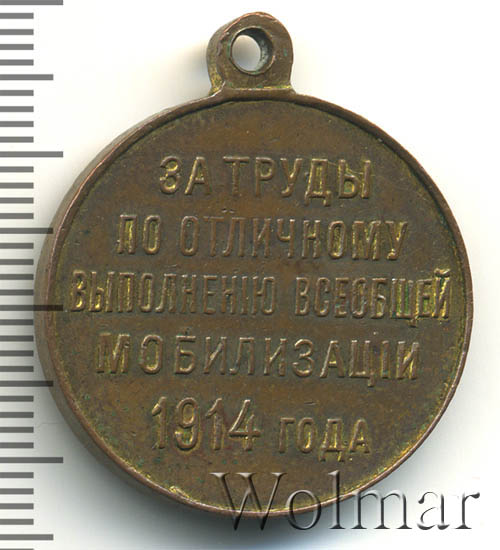 ЗА ТРУДЫ
ПО ОТЛИЧНОМУ
ВЫПОЛНЕНІЮ ВСЕОБЩЕЙ
МОБИЛИЗАЦІИ
1914 ГОДА
Wolmar